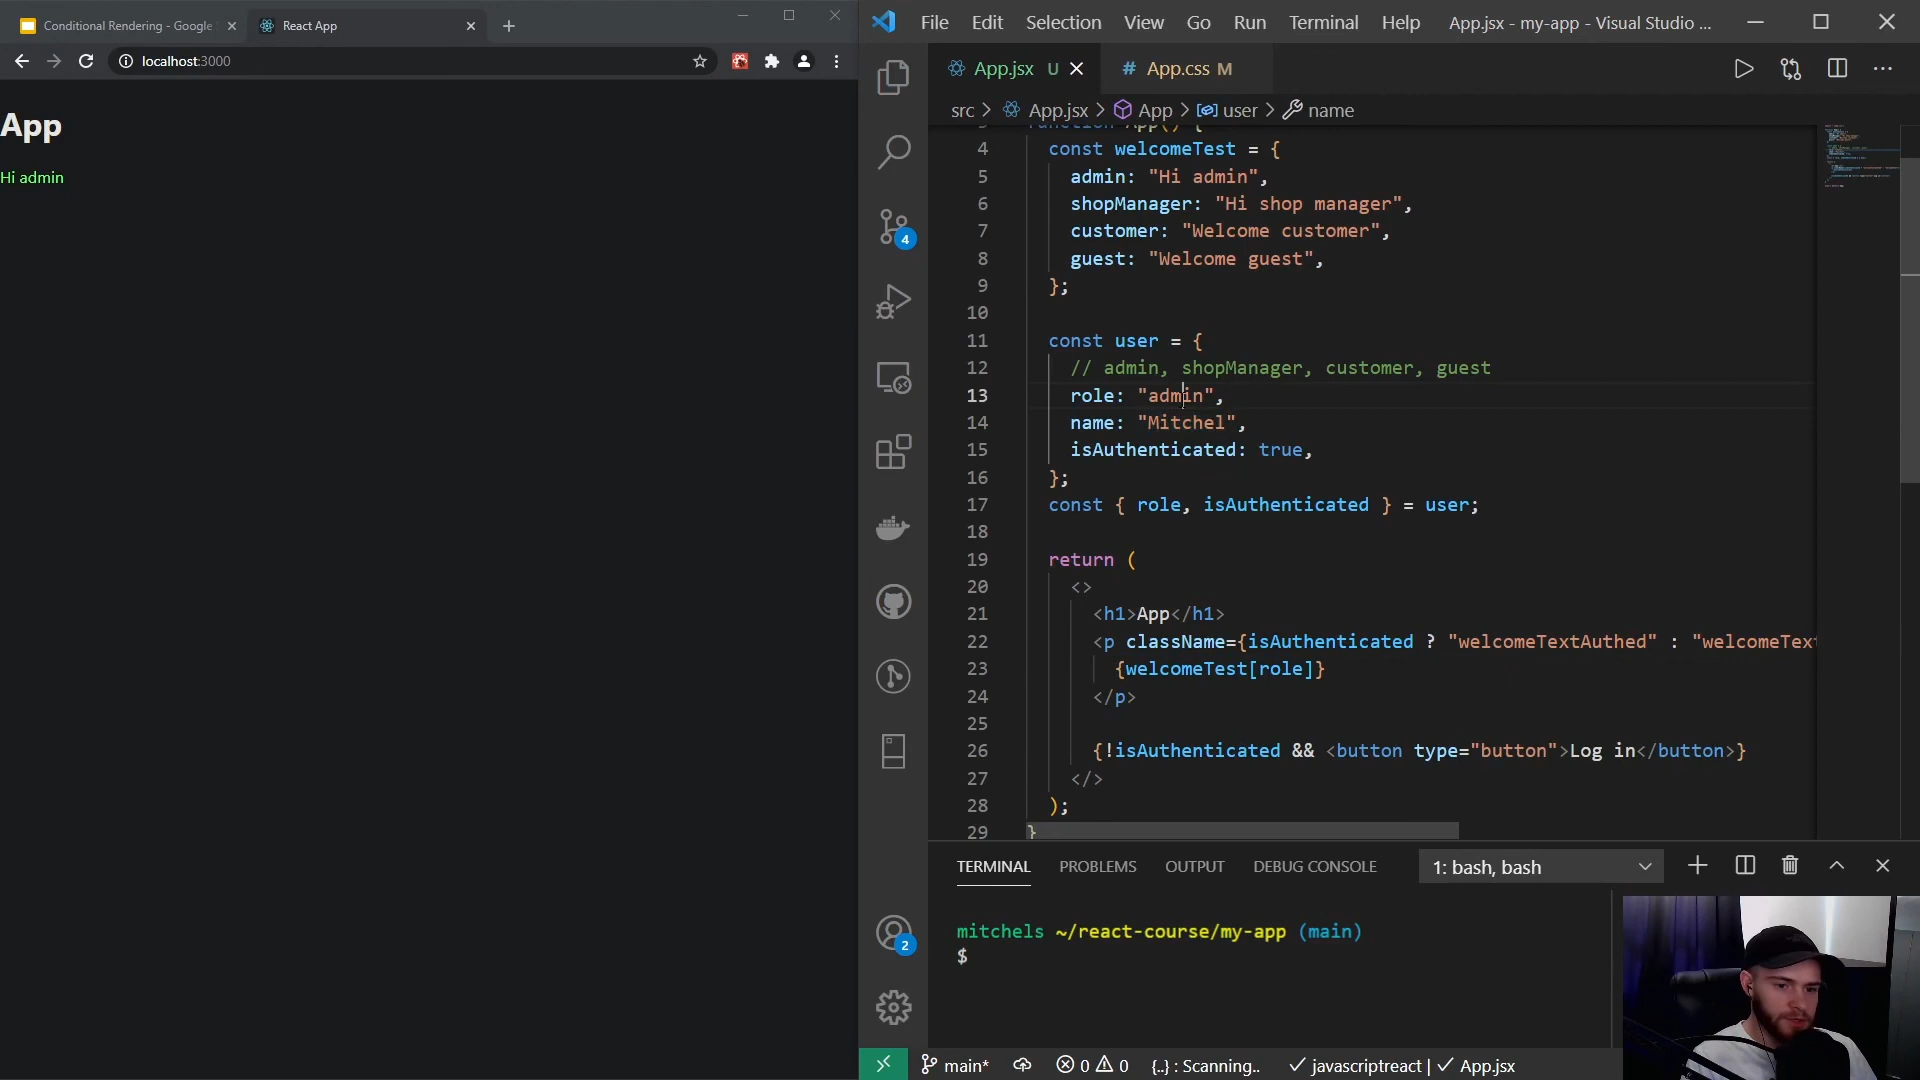 Conditional Rendering - Google
React App
localhost:3000
App
Hi admin
File Edit Selection View Go Run Terminal Help App.jsx - my-app - Visual Studio ...
App.jsx U
# App.css M
src > App.jsx > App > user > name
3 function App() {
4 const welcomeTest = {
5 admin: "Hi admin",
6 shopManager: "Hi shop manager",
7 customer: "Welcome customer",
8 guest: "Welcome guest",
9 };
10
11 const user = {
12 // admin, shopManager, customer, guest
13 role: "admin",
14 name: "Mitchel",
15 isAuthenticated: true,
16 };
17 const { role, isAuthenticated } = user;
18
19 return (
20 <>
21 <h1>App</h1>
22 <p className={isAuthenticated ? "welcomeTextAuthed" : "welcomeText
23 {welcomeTest[role]}
24 </p>
25
26 {!isAuthenticated && <button type="button">Log in</button>}
27 </>
28 );
29 }
4
2
TERMINAL PROBLEMS OUTPUT DEBUG CONSOLE 1: bash, bash
mitchels ~/react-course/my-app (main)
$
main* 0 0 {..} : Scanning.. ✓ javascriptreact | ✓ App.jsx